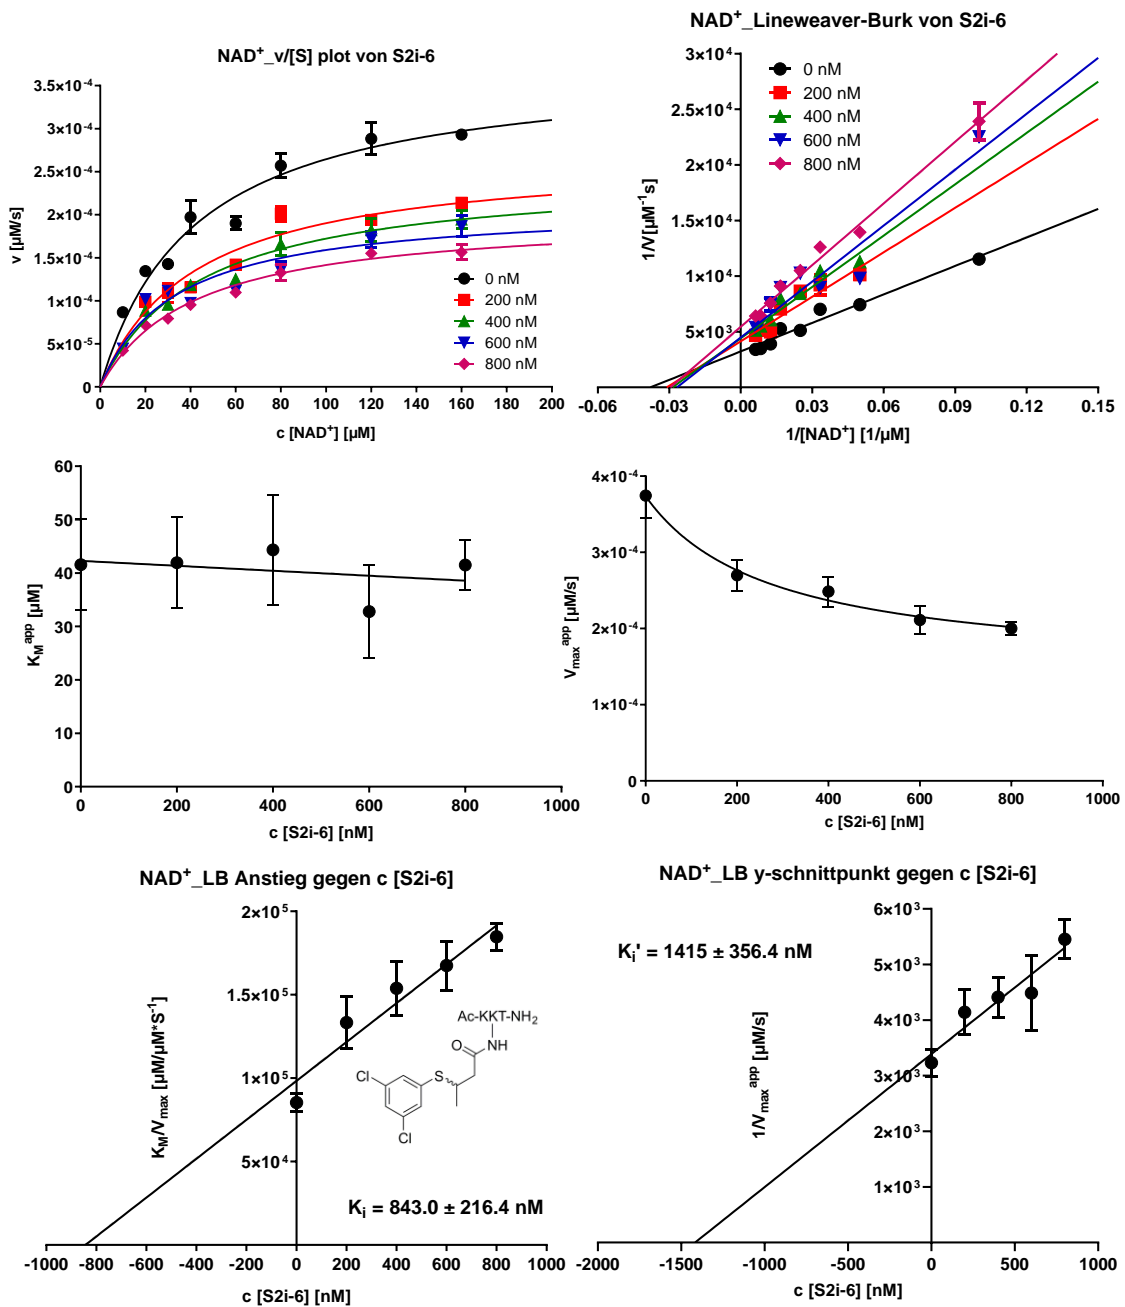 NAD⁺_v/[S] plot von S2i-6
v [µM/s]
3.5×10⁻⁴
3×10⁻⁴
2.5×10⁻⁴
2×10⁻⁴
1.5×10⁻⁴
1×10⁻⁴
5×10⁻⁵
0
0 20 40 60 80 100 120 140 160 180 200
c [NAD⁺] [µM]
0 nM
200 nM
400 nM
600 nM
800 nM
NAD⁺_Lineweaver-Burk von S2i-6
1/V[µM⁻¹s]
3×10⁴
2.5×10⁴
2×10⁴
1.5×10⁴
1×10⁴
5×10³
-0.06 -0.03 0.00 0.03 0.06 0.09 0.12 0.15
1/[NAD⁺] [1/µM]
0 nM
200 nM
400 nM
600 nM
800 nM
K_M^app [µM]
60
50
40
30
20
10
0
0 200 400 600 800 1000
c [S2i-6] [nM]
V_max^app [µM/s]
4×10⁻⁴
3×10⁻⁴
2×10⁻⁴
1×10⁻⁴
0
0 200 400 600 800 1000
c [S2i-6] [nM]
NAD⁺_LB Anstieg gegen c [S2i-6]
K_M/V_max [µM/µM*S⁻¹]
2×10⁵
1.5×10⁵
1×10⁵
5×10⁴
Ac-KKT-NH₂
O
NH
S
Cl
Cl
K_i = 843.0 ± 216.4 nM
-1000 -800 -600 -400 -200 0 200 400 600 800 1000
c [S2i-6] [nM]
NAD⁺_LB y-schnittpunkt gegen c [S2i-6]
K_i' = 1415 ± 356.4 nM
1/V_max^app [µM/s]
6×10³
5×10³
4×10³
3×10³
2×10³
1×10³
-2000 -1500 -1000 -500 0 500 1000
c [S2i-6] [nM]